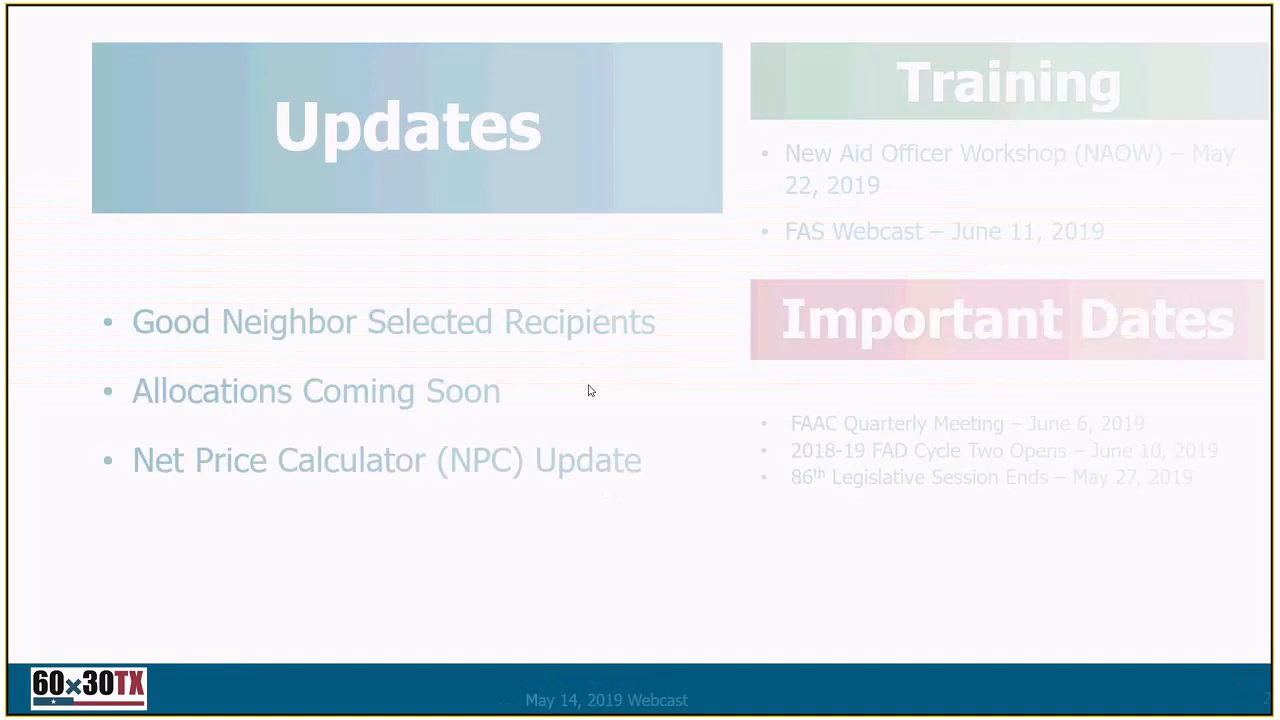 Updates
• Good Neighbor Selected Recipients
• Allocations Coming Soon
• Net Price Calculator (NPC) Update
Training
• New Aid Officer Workshop (NAOW) – May
22, 2019
• FAS Webcast – June 11, 2019
Important Dates
• FAAC Quarterly Meeting – June 6, 2019
• 2018-19 FAD Cycle Two Opens – June 10, 2019
• 86th Legislative Session Ends – May 27, 2019
60x30TX
May 14, 2019 Webcast
2